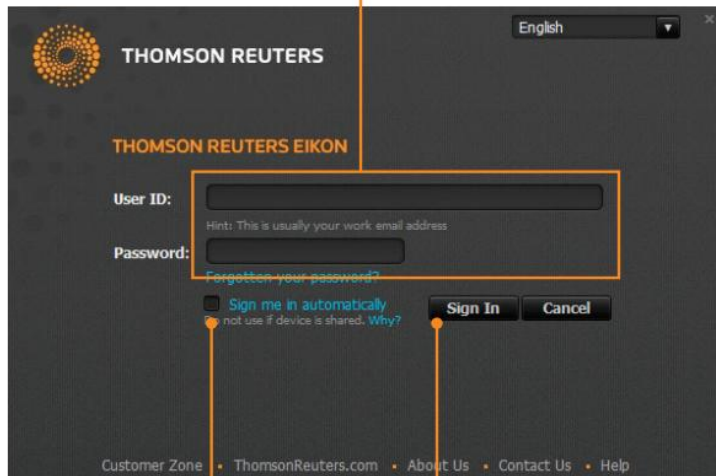 English
THOMSON REUTERS
THOMSON REUTERS EIKON
User ID:
Hint: This is usually your work email address
Password:
Forgotten your password?
Sign me in automatically
Do not use if device is shared. Why?
Sign In Cancel
Customer Zone • ThomsonReuters.com • About Us • Contact Us • Help